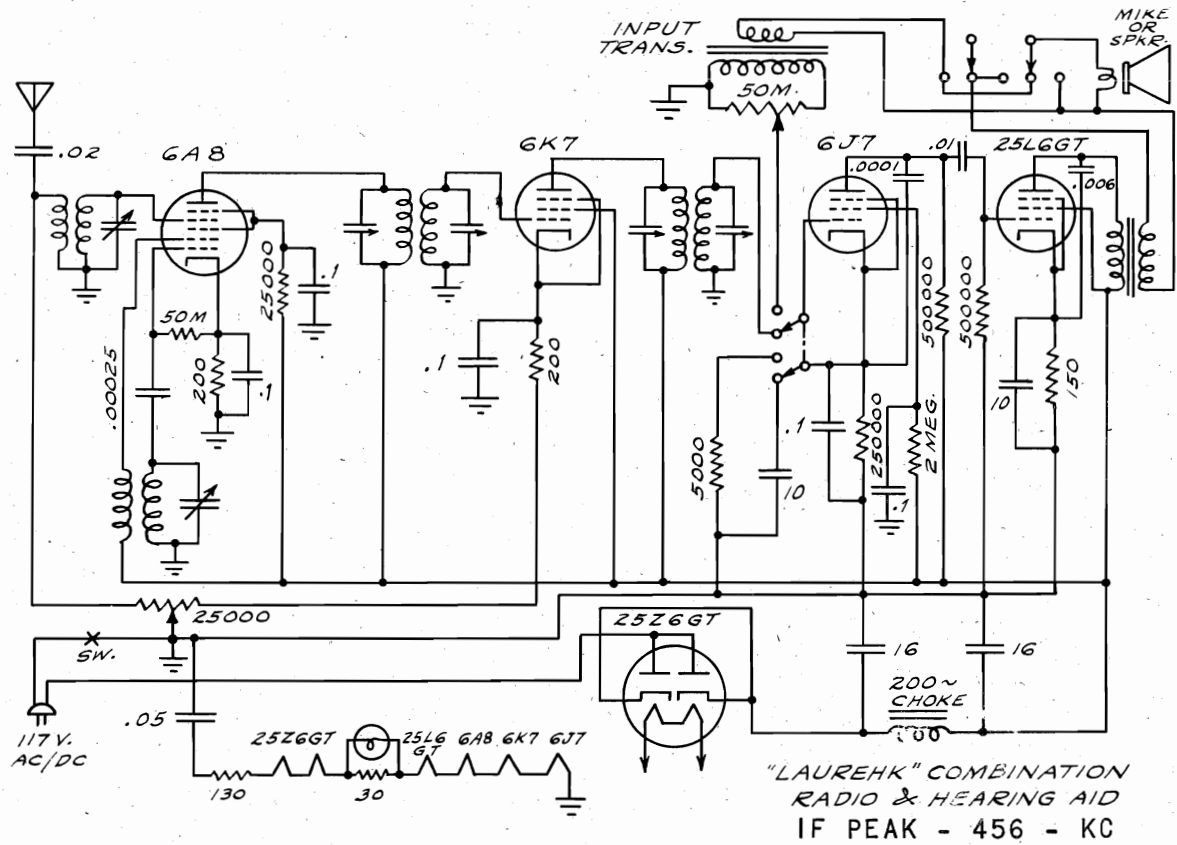 INPUT
TRANS.
MIKE
OR
SPKR.
50M.
.02
6A8
6K7
6J7
.0001
.01
25L6GT
.006
25000
.1
50M
200
.1
.00025
.1
200
5000
10
.1
250000
.1
2 MEG.
500000
500000
10
150
25000
SW.
25Z6GT
16
16
200~
CHOKE
.05
117 V.
AC/DC
25Z6GT
25L6
GT
6A8
6K7
6J7
130
30
"LAUREHK" COMBINATION
RADIO & HEARING AID
IF PEAK - 456 - KC